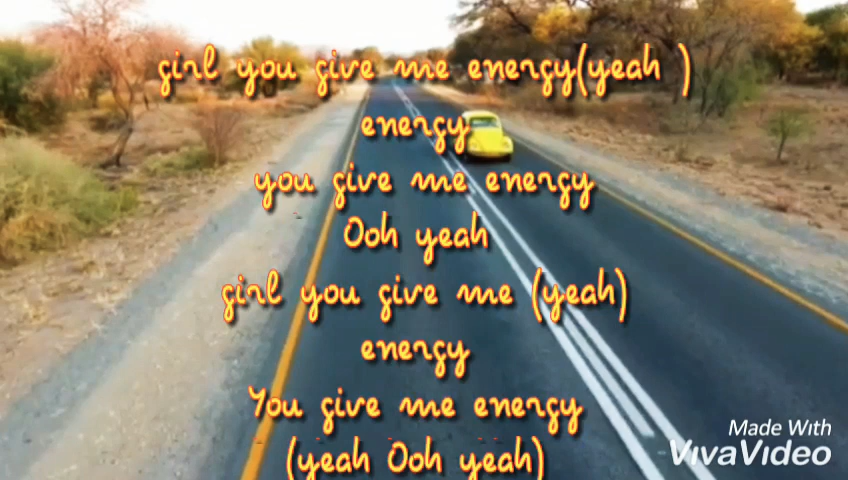 girl you give me energy(yeah )
energy
you give me energy
Ooh yeah
girl you give me (yeah)
energy
You give me energy
(yeah Ooh yeah)
Made With
VivaVideo